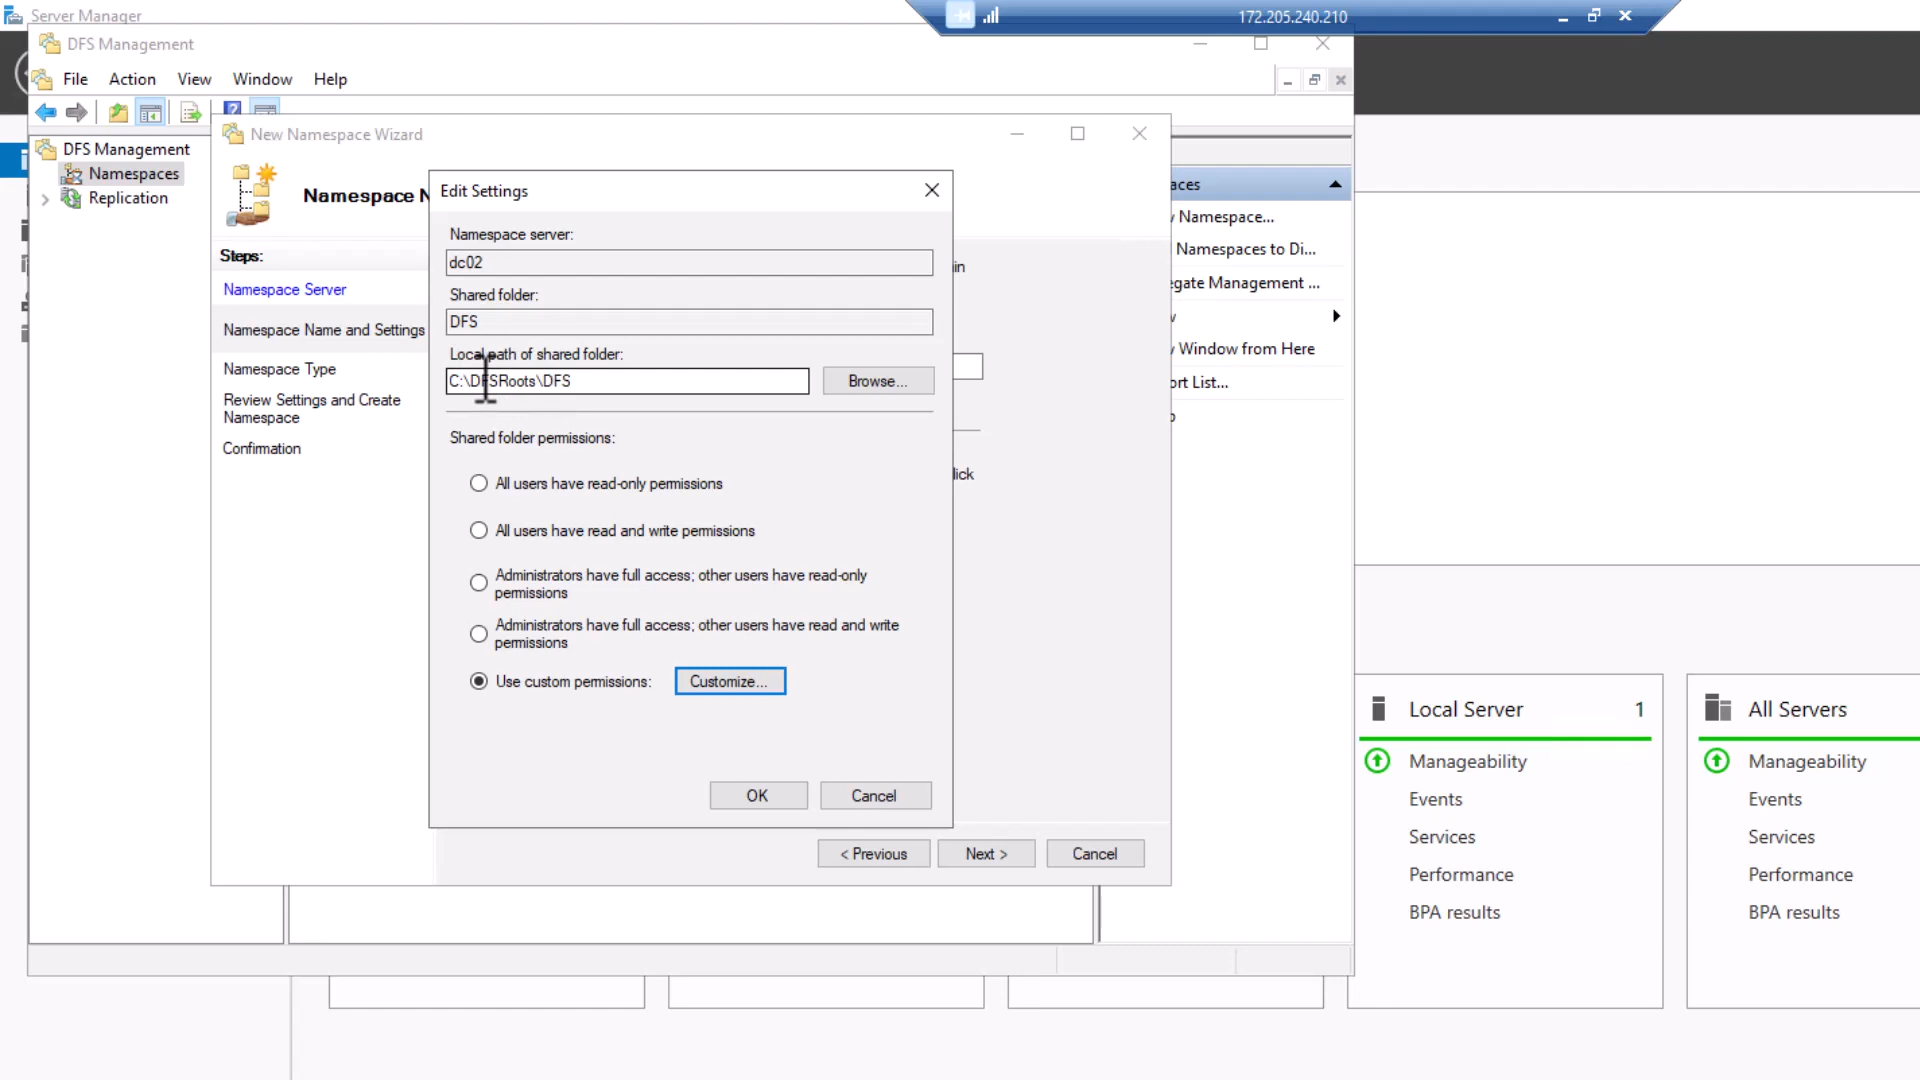 Server Manager
172.205.240.210
DFS Management
File Action View Window Help
DFS Management
Namespaces
Replication
New Namespace Wizard
Namespace N
Steps:
Namespace Server
Namespace Name and Settings
Namespace Type
Review Settings and Create
Namespace
Confirmation
Edit Settings
Namespace server:
dc02
Shared folder:
DFS
Local path of shared folder:
C:\DFSRoots\DFS
Browse...
Shared folder permissions:
All users have read-only permissions
All users have read and write permissions
Administrators have full access; other users have read-only
permissions
Administrators have full access; other users have read and write
permissions
Use custom permissions:
Customize...
OK
Cancel
in
lick
< Previous
Next >
Cancel
aces
Namespace...
Namespaces to Di...
egate Management ...
Window from Here
ort List...
Local Server 1
Manageability
Events
Services
Performance
BPA results
All Servers
Manageability
Events
Services
Performance
BPA results